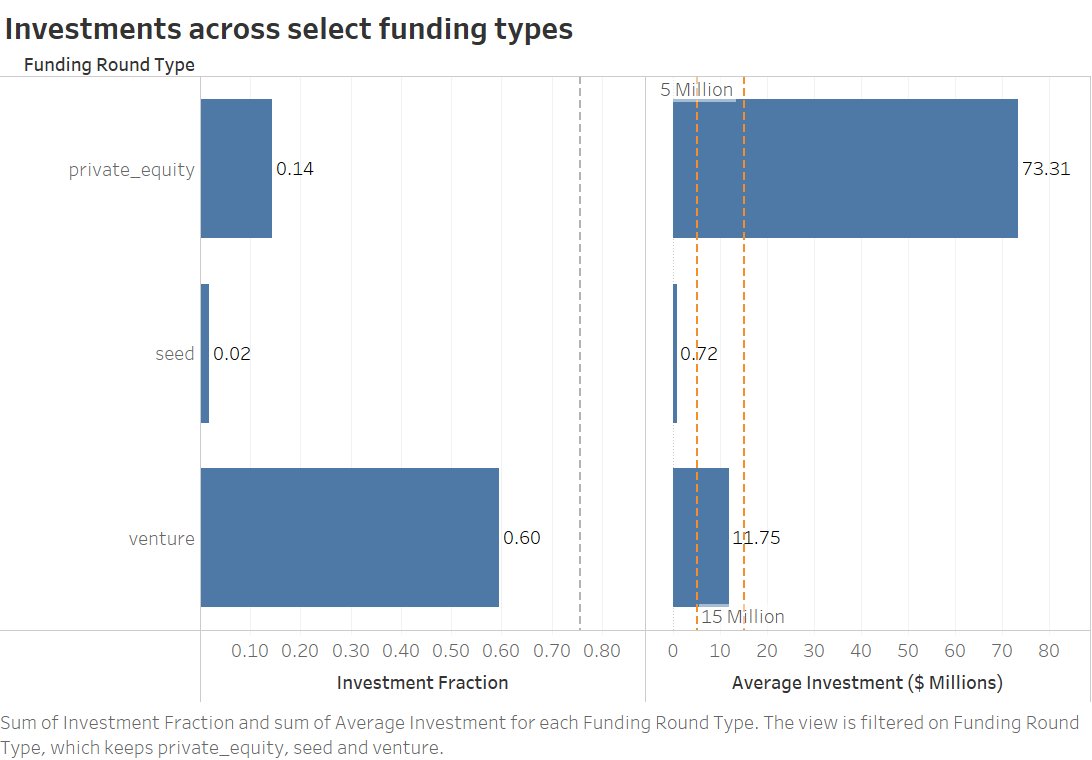 Investments across select funding types
Funding Round Type
5 Million
private_equity
0.14
73.31
seed
0.02
0.72
venture
0.60
11.75
15 Million
0.10 0.20 0.30 0.40 0.50 0.60 0.70 0.80
0 10 20 30 40 50 60 70 80
Investment Fraction
Average Investment ($ Millions)
Sum of Investment Fraction and sum of Average Investment for each Funding Round Type. The view is filtered on Funding Round
Type, which keeps private_equity, seed and venture.